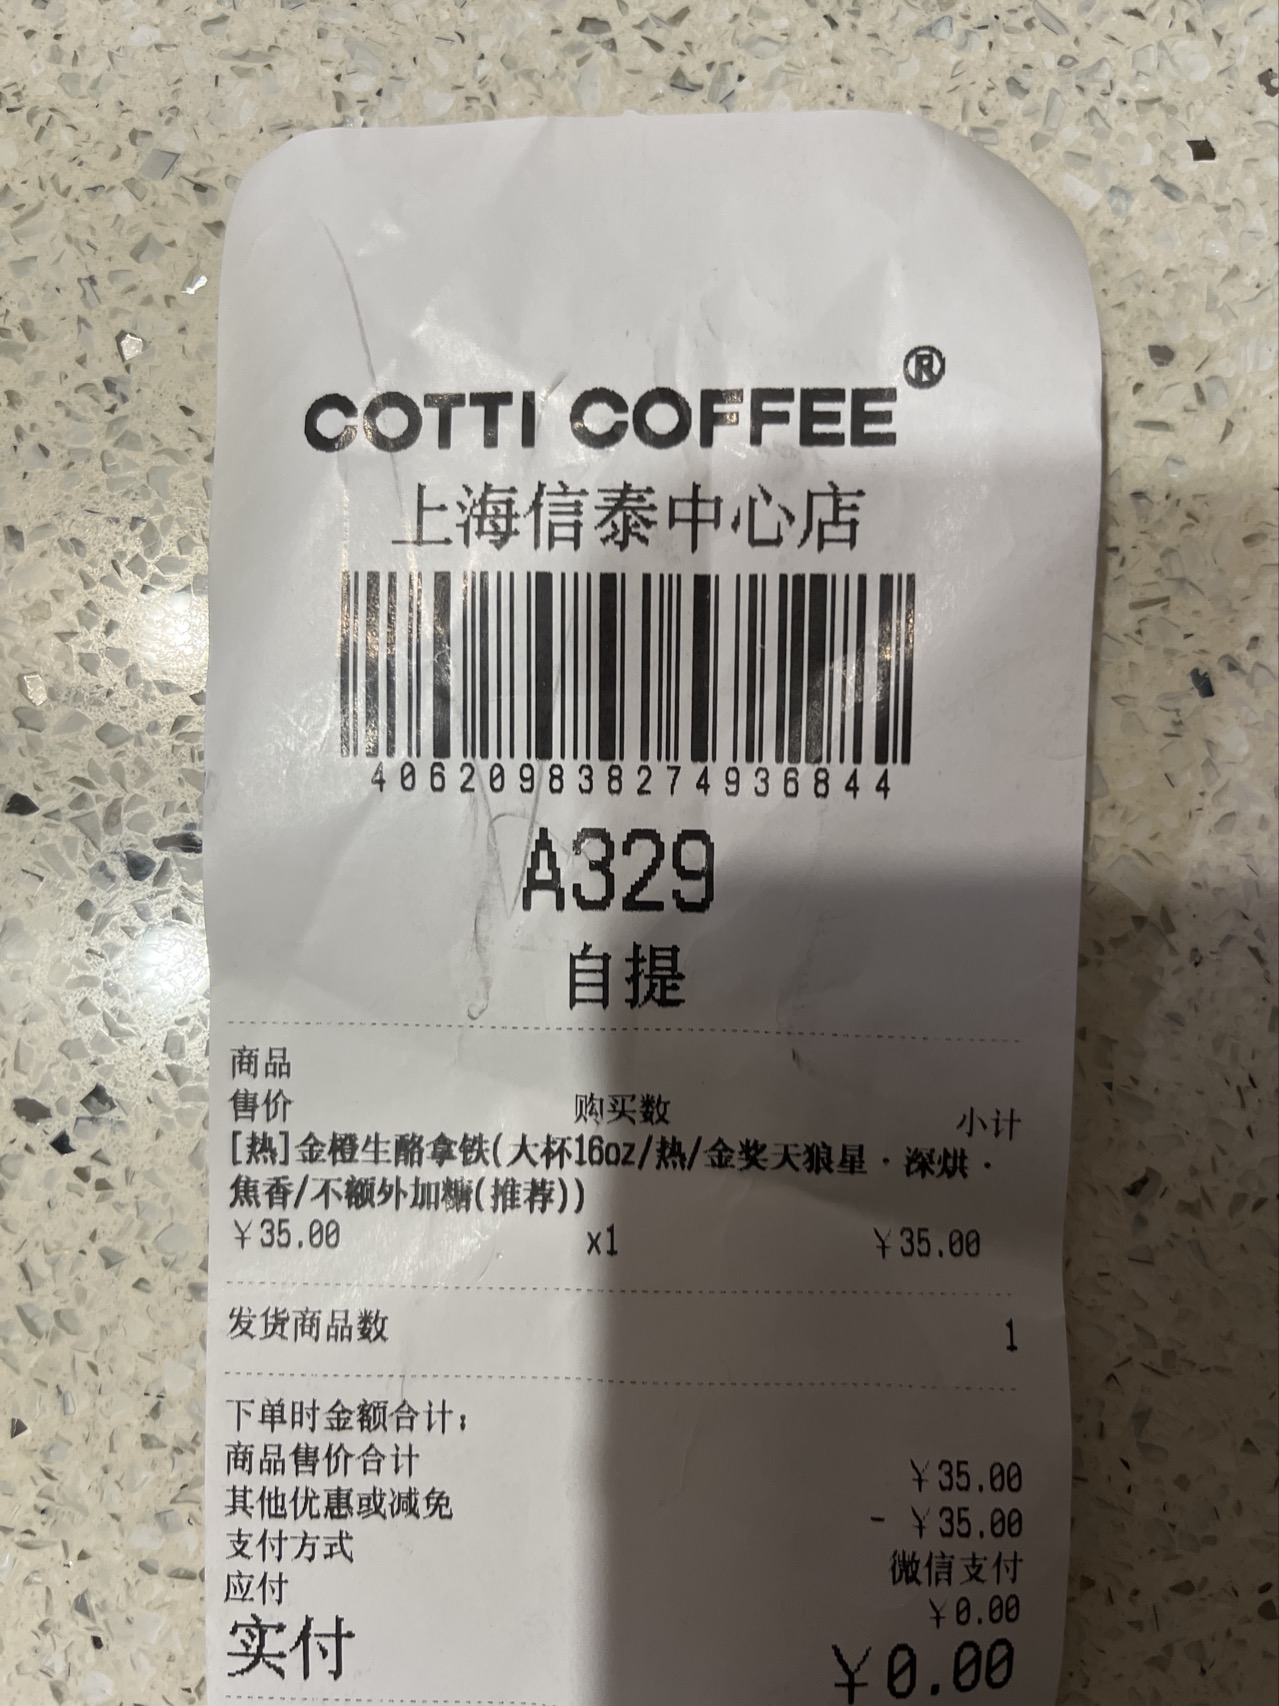 COTTI COFFEE®
上海信泰中心店
406209838274936844
A329
自提
商品
售价 购买数 小计
[热]金橙生酪拿铁(大杯16oz/热/金奖天狼星·深烘·
焦香/不额外加糖(推荐))
￥35.00 x1 ￥35.00
发货商品数 1
下单时金额合计:
商品售价合计 ￥35.00
其他优惠或减免 - ￥35.00
支付方式 微信支付
应付 ￥0.00
实付 ￥0.00